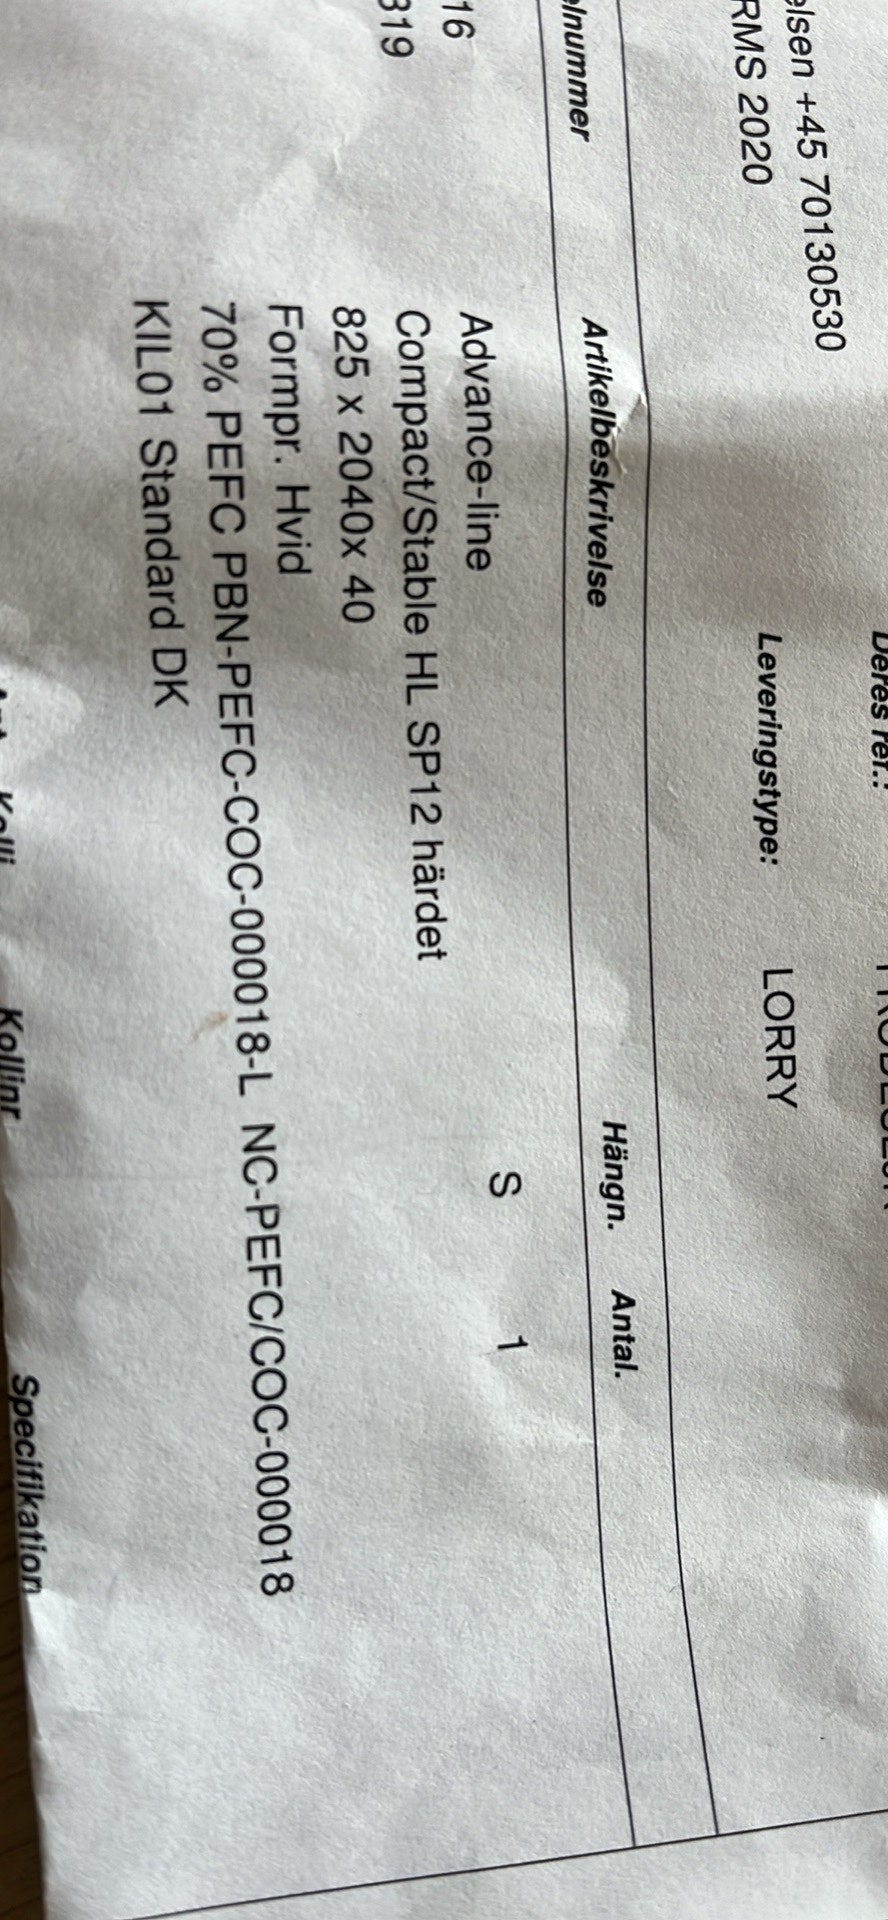 +45 70130530
RMS 2020
Leveringstype: LORRY
Artikelbeskrivelse Hängn. Antal.
Advance-line S 1
16 Compact/Stable HL SP12 härdet
319 825 x 2040x 40
Formpr. Hvid
70% PEFC PBN-PEFC-COC-000018-L NC-PEFC/COC-000018
KIL01 Standard DK
Kollinr Specifikation